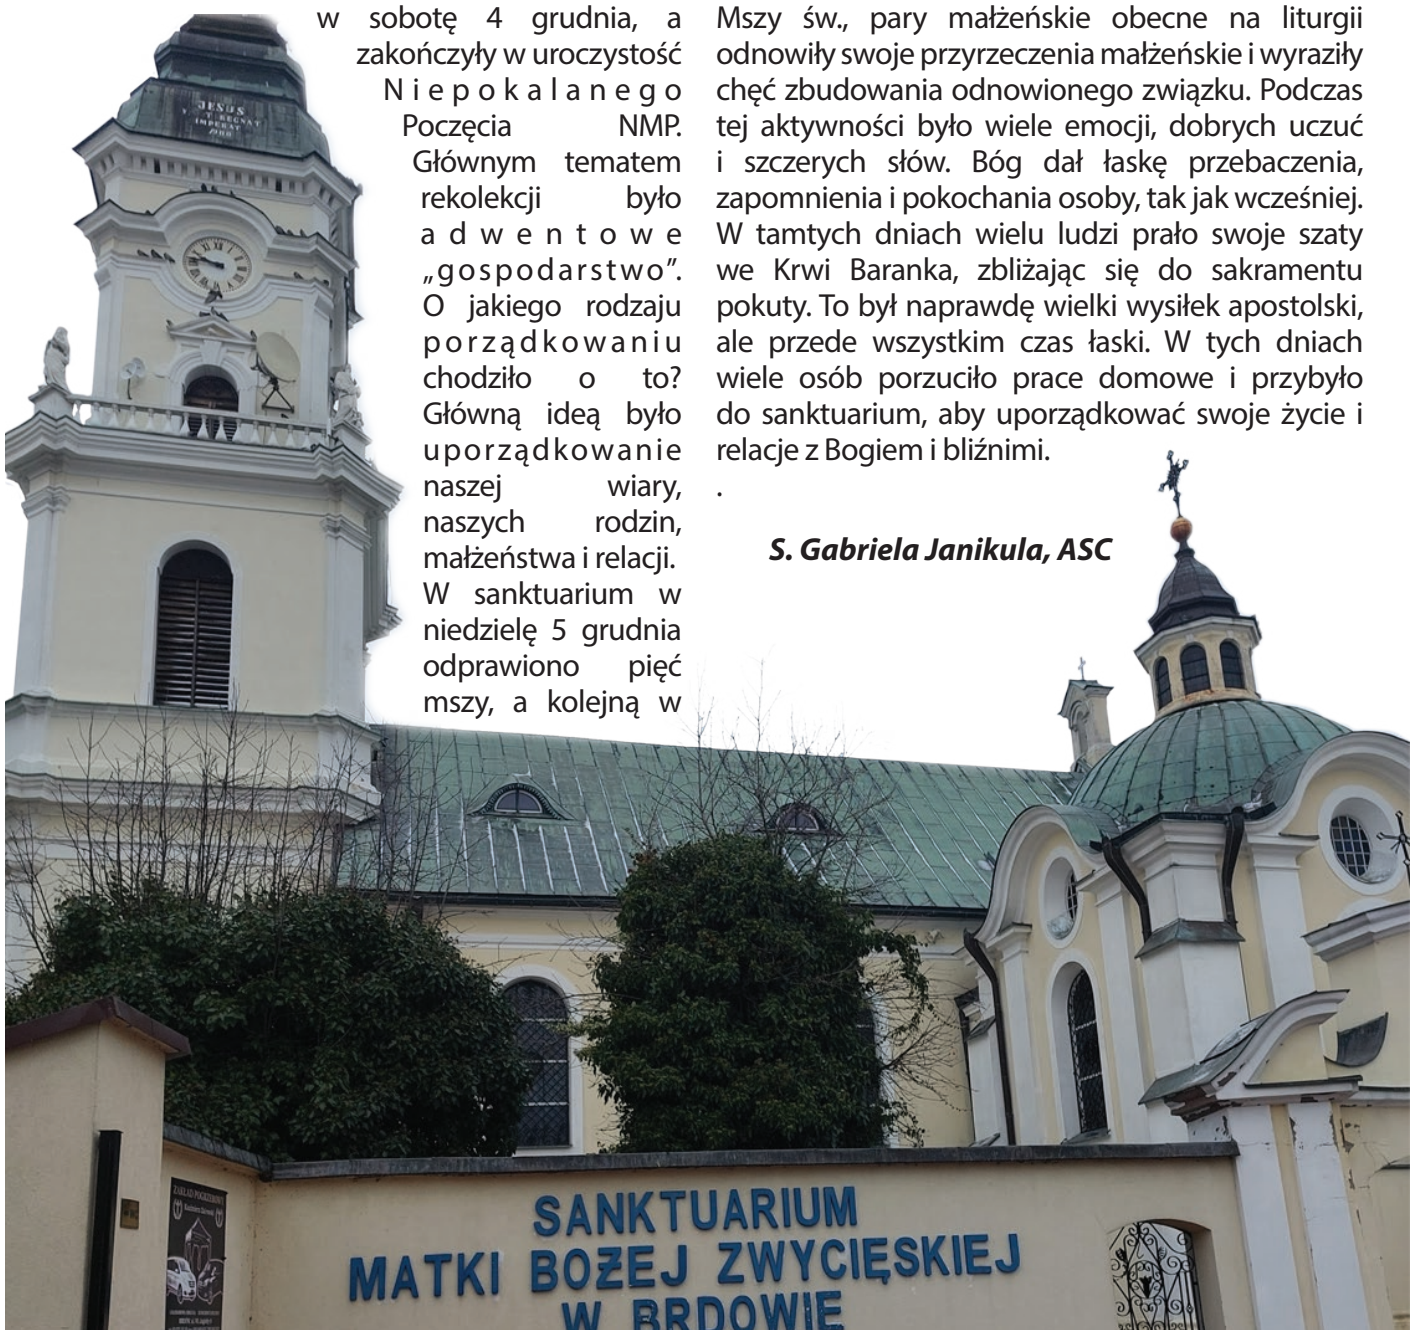 w sobotę 4 grudnia, a
zakończyły w uroczystość
Niepokalanego
Poczęcia NMP.
Głównym tematem
rekolekcji było
adwentowe
„gospodarstwo”.
O jakiego rodzaju
porządkowaniu
chodziło o to?
Główną ideą było
uporządkowanie
naszej wiary,
naszych rodzin,
małżeństwa i relacji.
W sanktuarium w
niedzielę 5 grudnia
odprawiono pięć
mszy, a kolejną w
Mszy św., pary małżeńskie obecne na liturgii
odnowiły swoje przyrzeczenia małżeńskie i wyraziły
chęć zbudowania odnowionego związku. Podczas
tej aktywności było wiele emocji, dobrych uczuć
i szczerych słów. Bóg dał łaskę przebaczenia,
zapomnienia i pokochania osoby, tak jak wcześniej.
W tamtych dniach wielu ludzi prało swoje szaty
we Krwi Baranka, zbliżając się do sakramentu
pokuty. To był naprawdę wielki wysiłek apostolski,
ale przede wszystkim czas łaski. W tych dniach
wiele osób porzuciło prace domowe i przybyło
do sanktuarium, aby uporządkować swoje życie i
relacje z Bogiem i bliźnimi.
.
S. Gabriela Janikula, ASC
JESUS
REGNAT
IMPERAT
ZAKŁAD POGRZEBOWY
SANKTUARIUM
MATKI BOŻEJ ZWYCIĘSKIEJ
W BRDOWIE